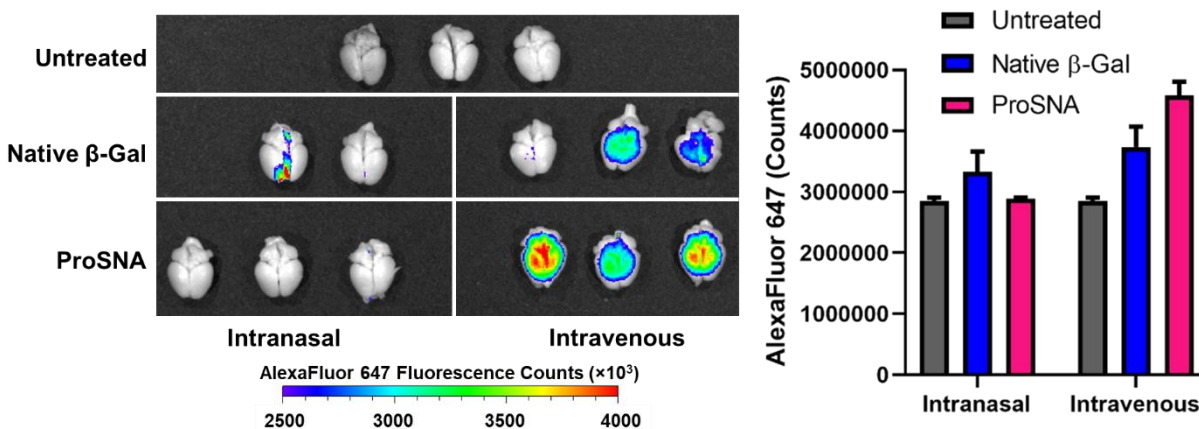 Untreated
Native β-Gal
ProSNA
Intranasal
Intravenous
AlexaFluor 647 Fluorescence Counts (×10³)
2500
3000
3500
4000
Untreated
Native β-Gal
ProSNA
AlexaFluor 647 (Counts)
5000000
4000000
3000000
2000000
1000000
0
Intranasal
Intravenous